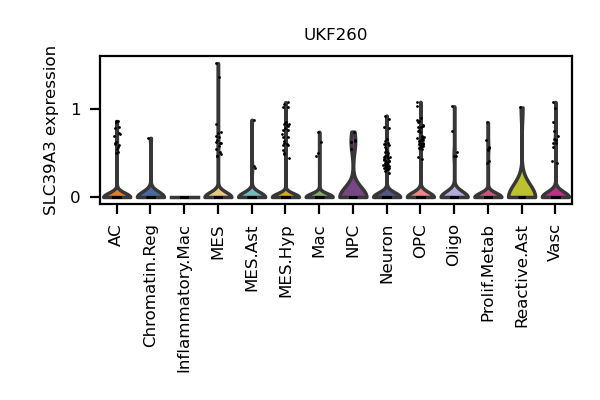 UKF260
SLC39A3 expression
1
0
AC
Chromatin.Reg
Inflammatory.Mac
MES
MES.Ast
MES.Hyp
Mac
NPC
Neuron
OPC
Oligo
Prolif.Metab
Reactive.Ast
Vasc